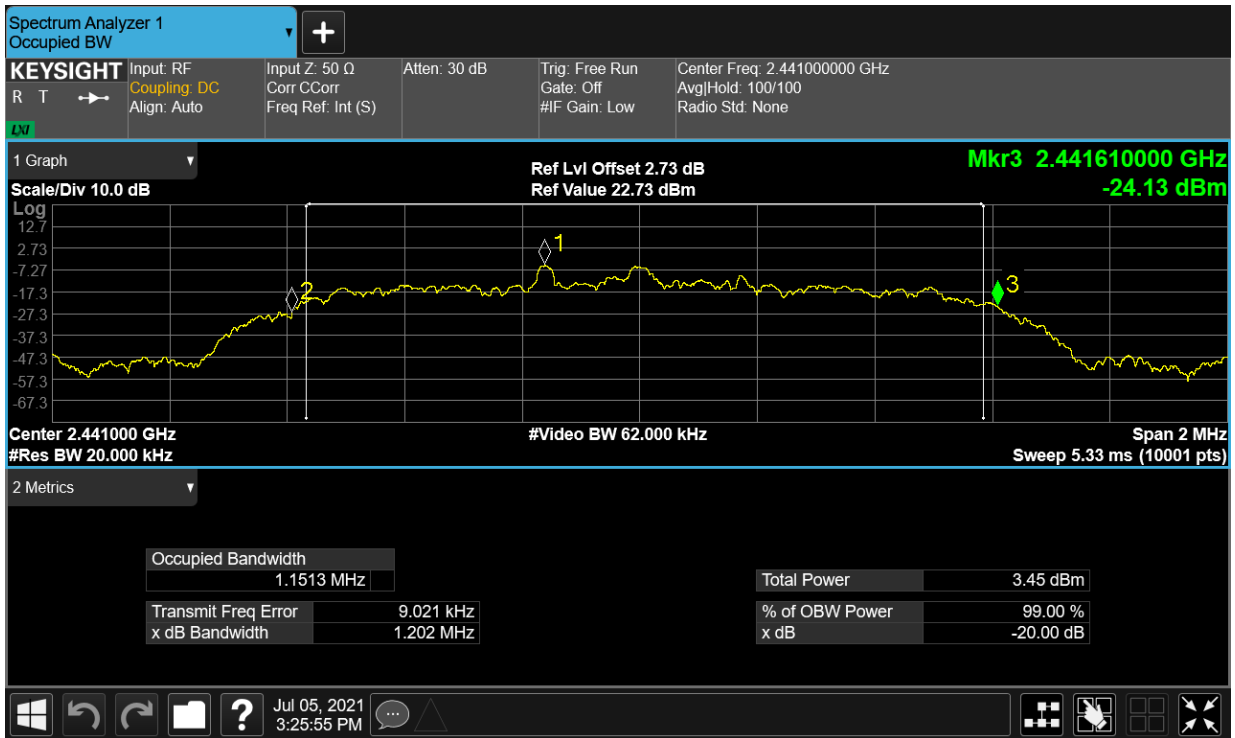 Spectrum Analyzer 1
Occupied BW
▼
+
KEYSIGHT
R T
LXI
Input: RF
Coupling: DC
Align: Auto
Input Z: 50 Ω
Corr CCorr
Freq Ref: Int (S)
Atten: 30 dB
Trig: Free Run
Gate: Off
#IF Gain: Low
Center Freq: 2.441000000 GHz
Avg|Hold: 100/100
Radio Std: None
1 Graph ▼
Scale/Div 10.0 dB
Log
Ref Lvl Offset 2.73 dB
Ref Value 22.73 dBm
Mkr3 2.441610000 GHz
-24.13 dBm
12.7
2.73
-7.27
-17.3
-27.3
-37.3
-47.3
-57.3
-67.3
1
2
3
Center 2.441000 GHz
#Res BW 20.000 kHz
#Video BW 62.000 kHz
Span 2 MHz
Sweep 5.33 ms (10001 pts)
2 Metrics ▼
Occupied Bandwidth
1.1513 MHz
Transmit Freq Error 9.021 kHz
x dB Bandwidth 1.202 MHz
Total Power 3.45 dBm
% of OBW Power 99.00 %
x dB -20.00 dB
?
Jul 05, 2021
3:25:55 PM